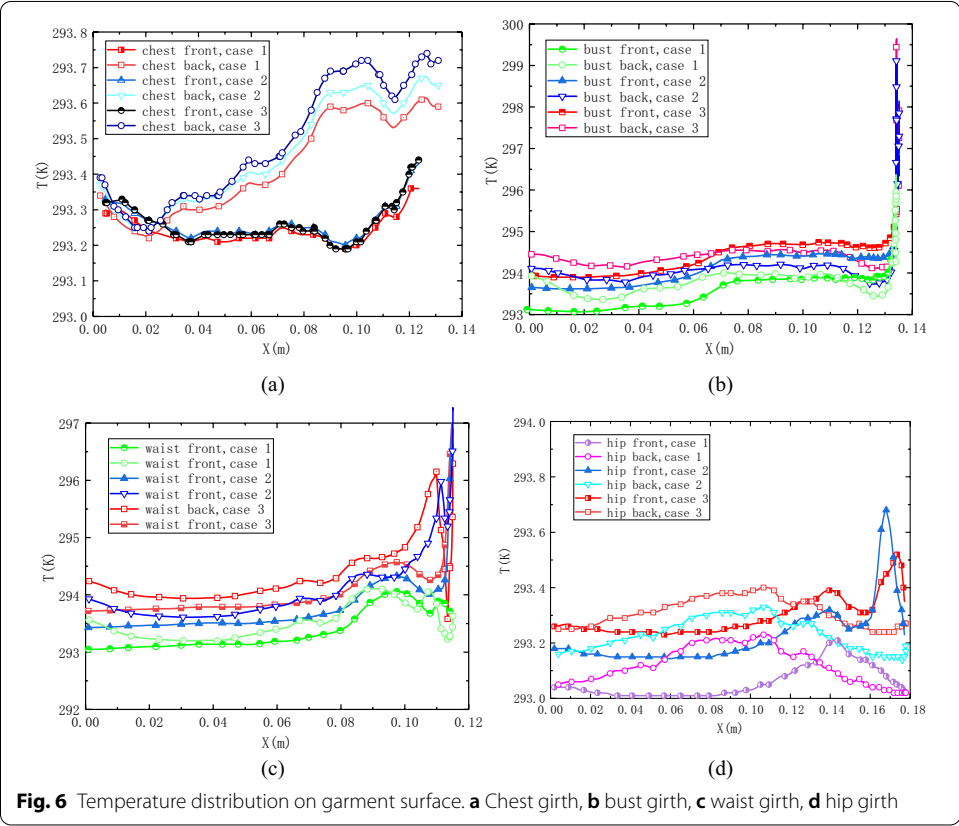 293.8
293.7
293.6
293.5
293.4
293.3
293.2
293.1
293.0
T(K)
chest front,case 1
chest back,case 1
chest front,case 2
chest back,case 2
chest front,case 3
chest back,case 3
0.00 0.02 0.04 0.06 0.08 0.10 0.12 0.14
X(m)
(a)
300
299
298
297
296
295
294
293
T(K)
bust front,case 1
bust back,case 1
bust front,case 2
bust back,case 2
bust front,case 3
bust back,case 3
0.00 0.02 0.04 0.06 0.08 0.10 0.12 0.14
X(m)
(b)
297
296
295
294
293
292
T(K)
waist front,case 1
waist front,case 1
waist front,case 2
waist front,case 2
waist back,case 3
waist front,case 3
0.00 0.02 0.04 0.06 0.08 0.10 0.12
X(m)
(c)
294.0
293.8
293.6
293.4
293.2
293.0
T(K)
hip front,case 1
hip back,case 1
hip front,case 2
hip back,case 2
hip front,case 3
hip back,case 3
0.00 0.02 0.04 0.06 0.08 0.10 0.12 0.14 0.16 0.18
X(m)
(d)
Fig. 6 Temperature distribution on garment surface. a Chest girth, b bust girth, c waist girth, d hip girth